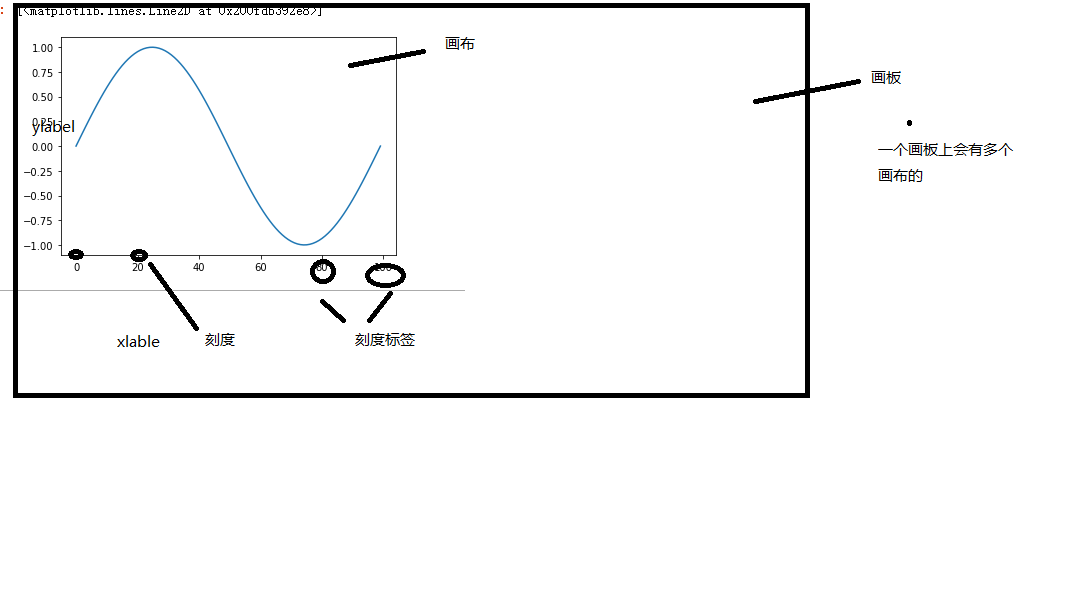 : [<matplotlib.lines.Line2D at 0x200fdb392e8>]
画布
1.00
0.75
0.50
0.25
ylabel
0.00
−0.25
−0.50
−0.75
−1.00
0 20 40 60 80 100
画板
一个画板上会有多个
画布的
xlable
刻度
刻度标签